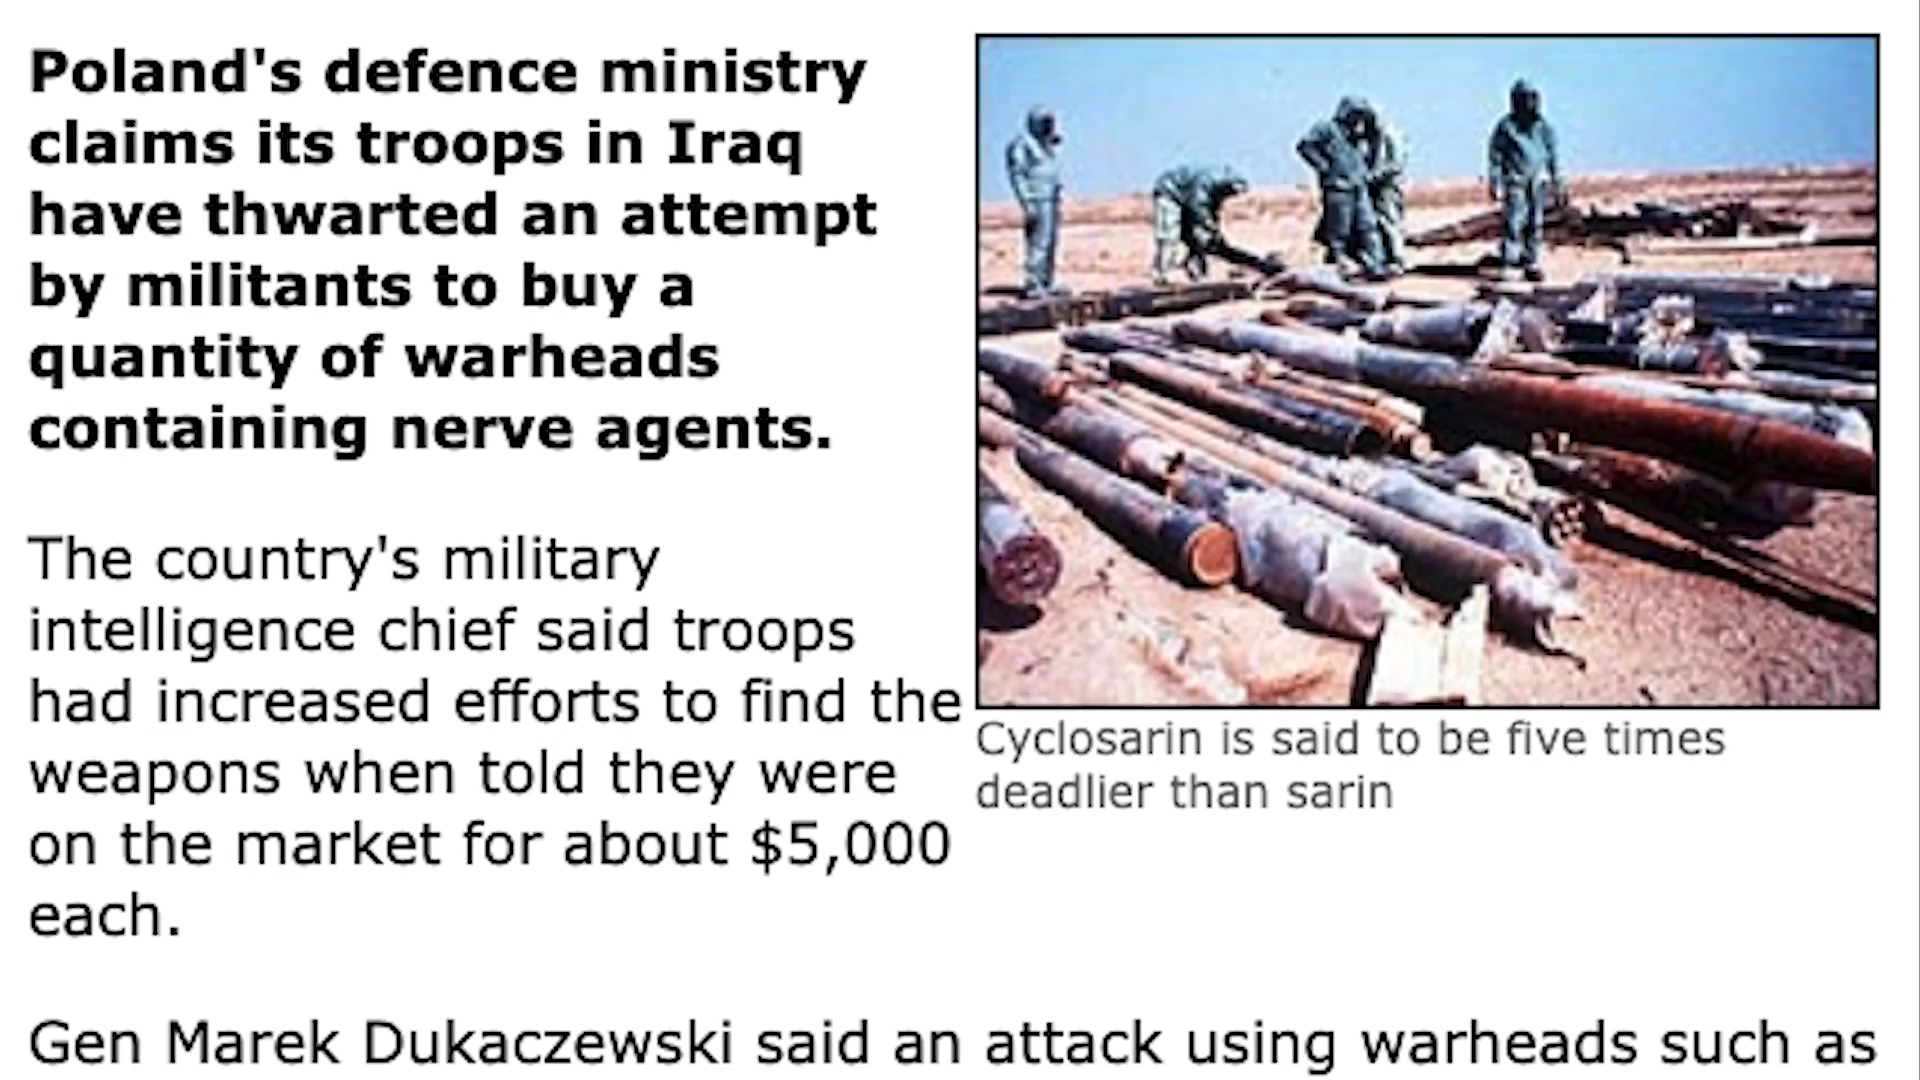 Poland's defence ministry
claims its troops in Iraq
have thwarted an attempt
by militants to buy a
quantity of warheads
containing nerve agents.
The country's military
intelligence chief said troops
had increased efforts to find the
weapons when told they were
on the market for about $5,000
each.
Cyclosarin is said to be five times
deadlier than sarin
Gen Marek Dukaczewski said an attack using warheads such as